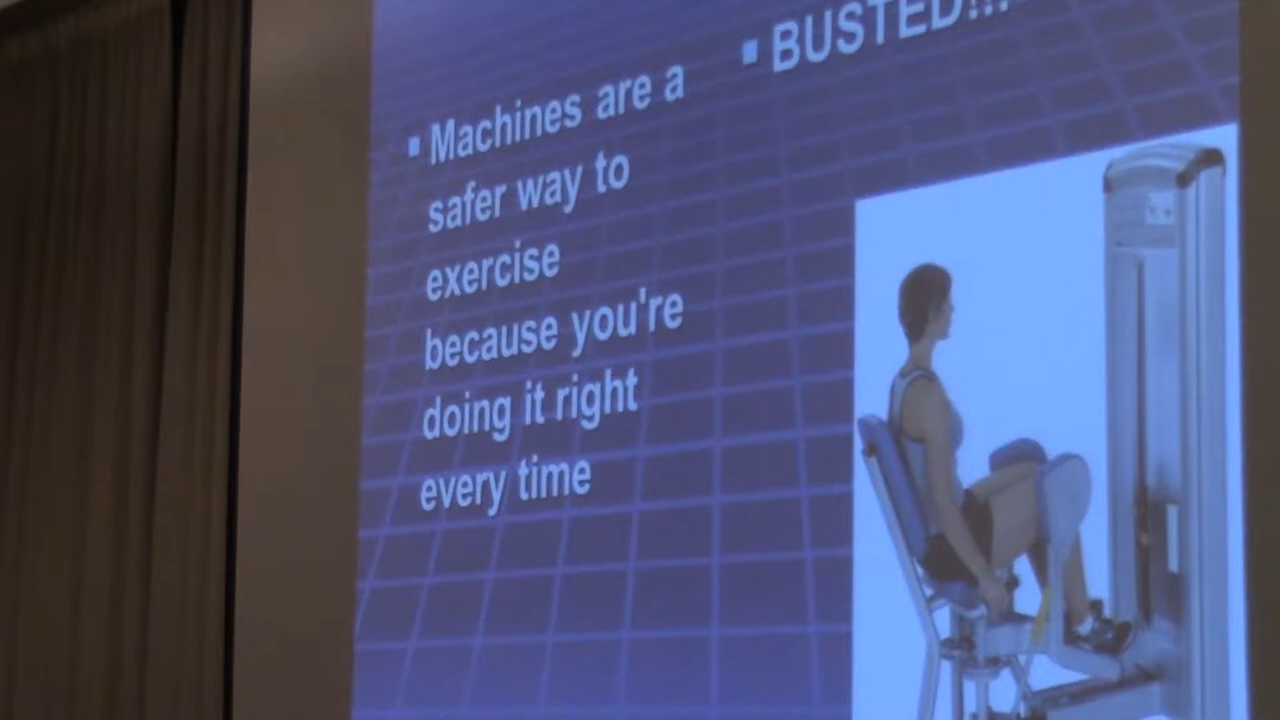 Machines are a
safer way to
exercise
because you're
doing it right
every time
BUSTED!!!